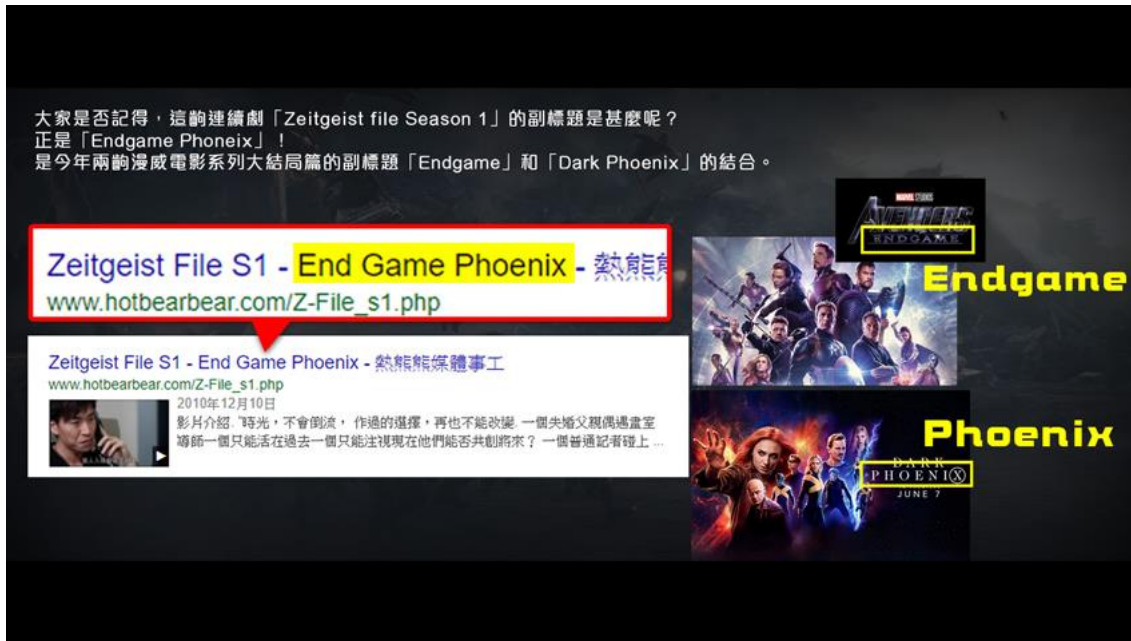 大家是否記得，這齣連續劇「Zeitgeist file Season 1」的副標題是甚麼呢？
正是「Endgame Phoneix」！
是今年兩齣漫威電影系列大結局篇的副標題「Endgame」和「Dark Phoenix」的結合。
MARVEL STUDIOS
AVENGERS
ENDGAME
Endgame
Zeitgeist File S1 - End Game Phoenix - 熱熊熊
www.hotbearbear.com/Z-File_s1.php
Zeitgeist File S1 - End Game Phoenix - 熱熊熊媒體事工
www.hotbearbear.com/Z-File_s1.php
2010年12月10日
影片介紹. "時光，不會倒流， 作過的選擇，再也不能改變. 一個失婚父親偶遇畫室
導師一個只能活在過去一個只能注視現在他們能否共創將來？ 一個普通記者碰上 ...
Phoenix
DARK
PHOENIX
JUNE 7